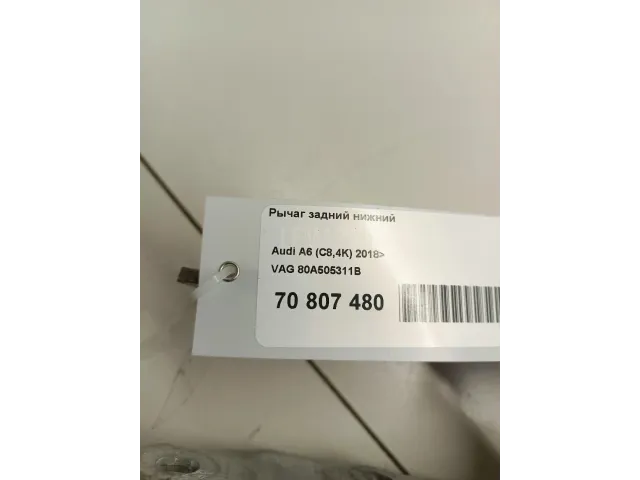 Рычаг задний нижний
Audi A6 (C8,4K) 2018>
VAG 80A505311B
70 807 480